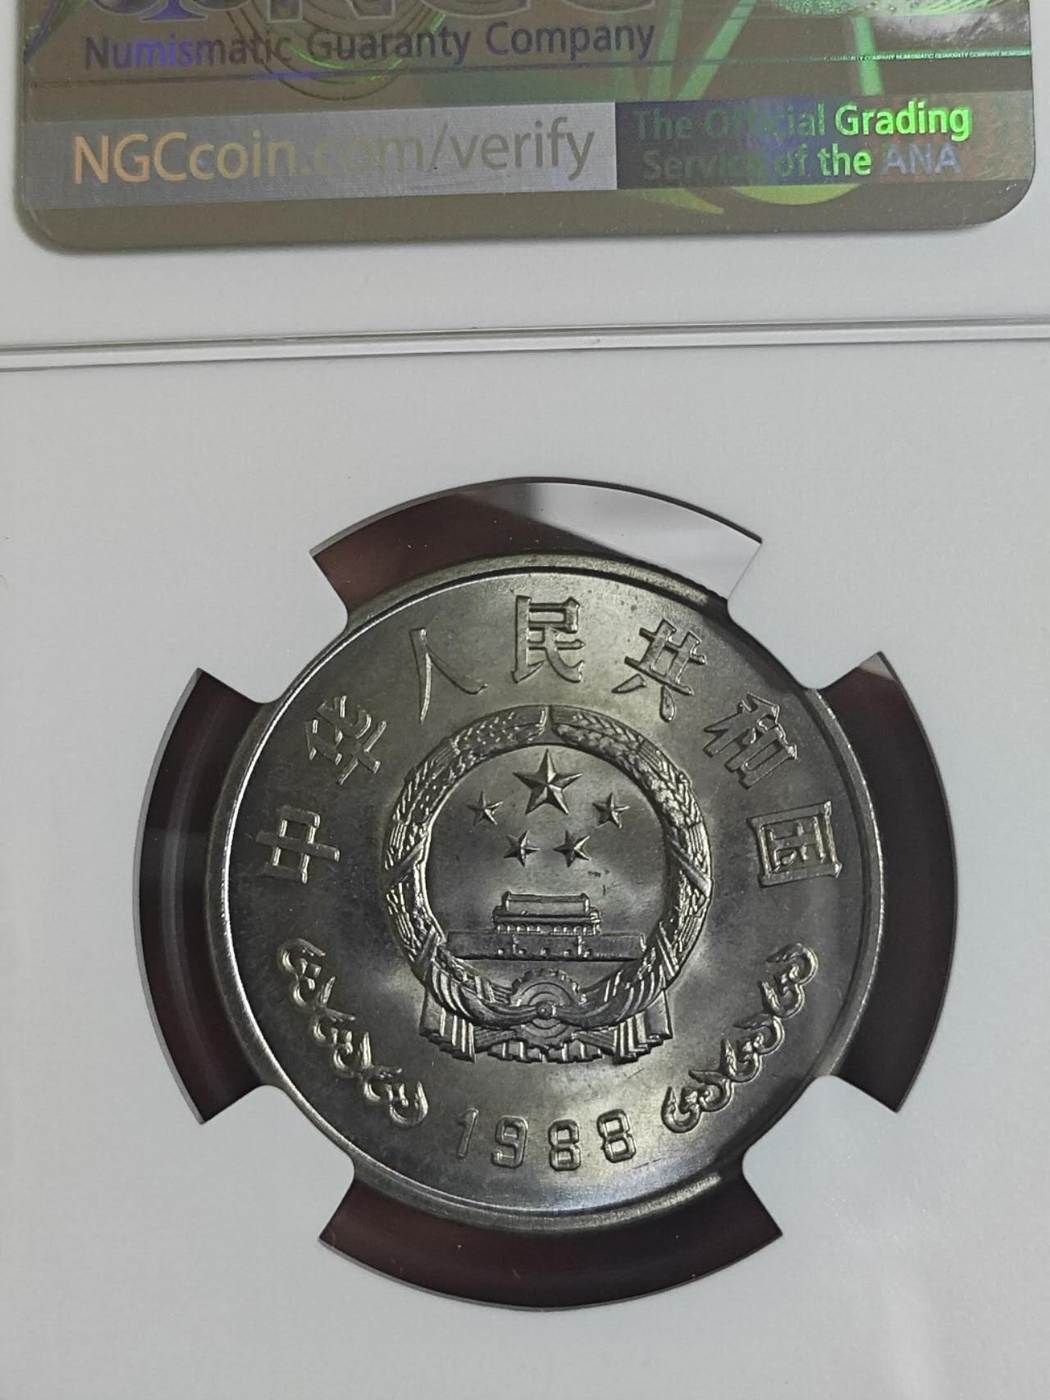 Numismatic Guaranty Company
NGCcoin.com/verify
The Official Grading
Service of the ANA
中华人民共和国
1988